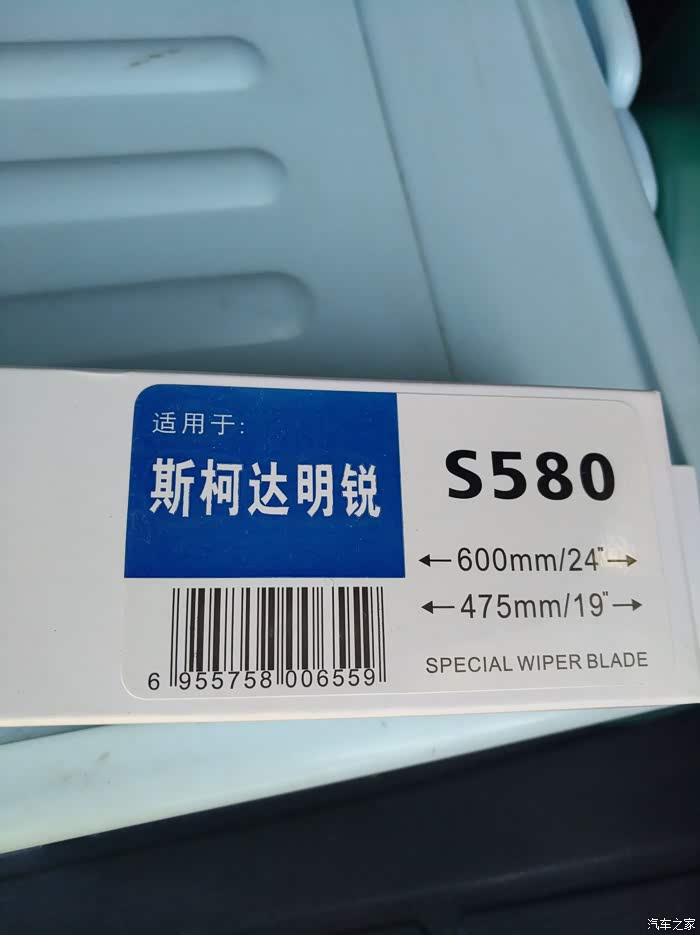 适用于:
斯柯达明锐
S580
600mm/24"
475mm/19"
SPECIAL WIPER BLADE
6 955758 006559
汽车之家